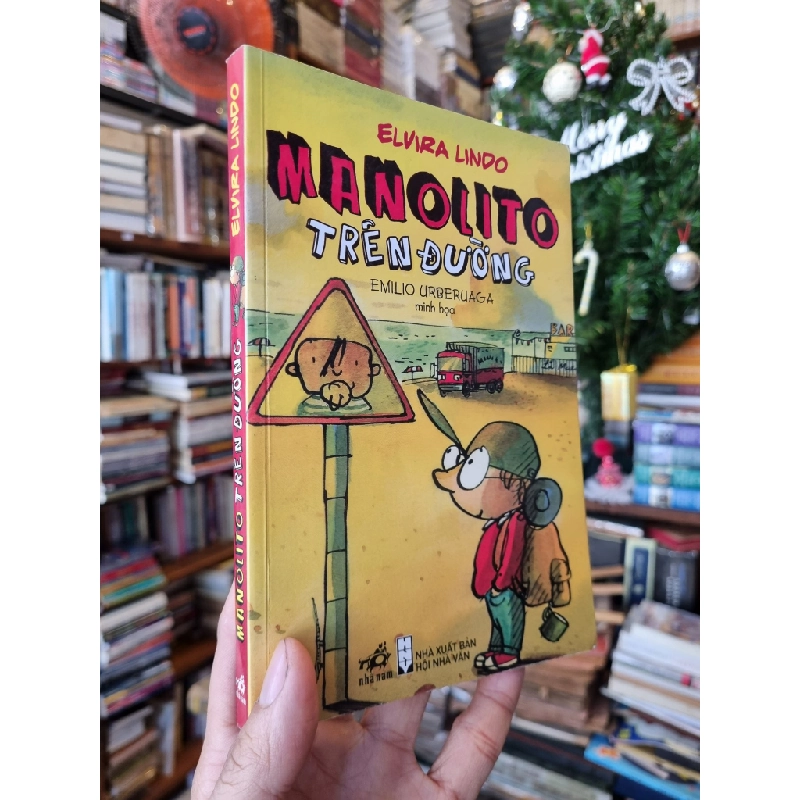 ELVIRA LINDO
MANOLITO
TRÊN ĐƯỜNG
EMILIO URBERUAGA
minh họa
BAR
nhã nam
NHÀ XUẤT BẢN
HỘI NHÀ VĂN
MANOLITO TRÊN ĐƯỜNG ELVIRA LINDO
Merry
Christmas